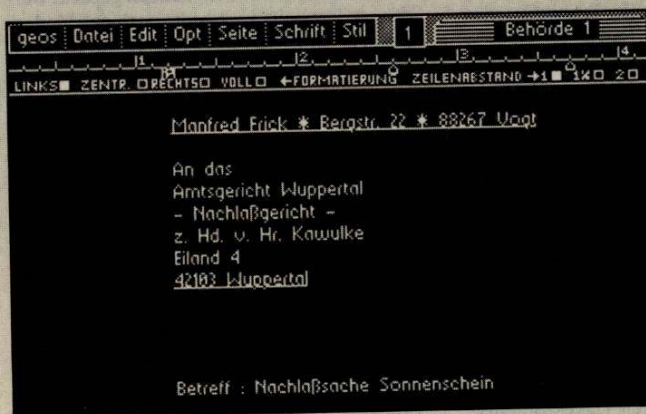 geos Datei Edit Opt Seite Schrift Stil 1 Behörde 1
1 2 3 4
LINKS ZENTR. RECHTS VOLL ←FORMATIERUNG ZEILENABSTAND →1 1½ 2
Manfred Frick * Bergstr. 22 * 88267 Vogt
An das
Amtsgericht Wuppertal
- Nachlaßgericht -
z. Hd. v. Hr. Kawulke
Eiland 4
42103 Wuppertal
Betreff : Nachlaßsache Sonnenschein